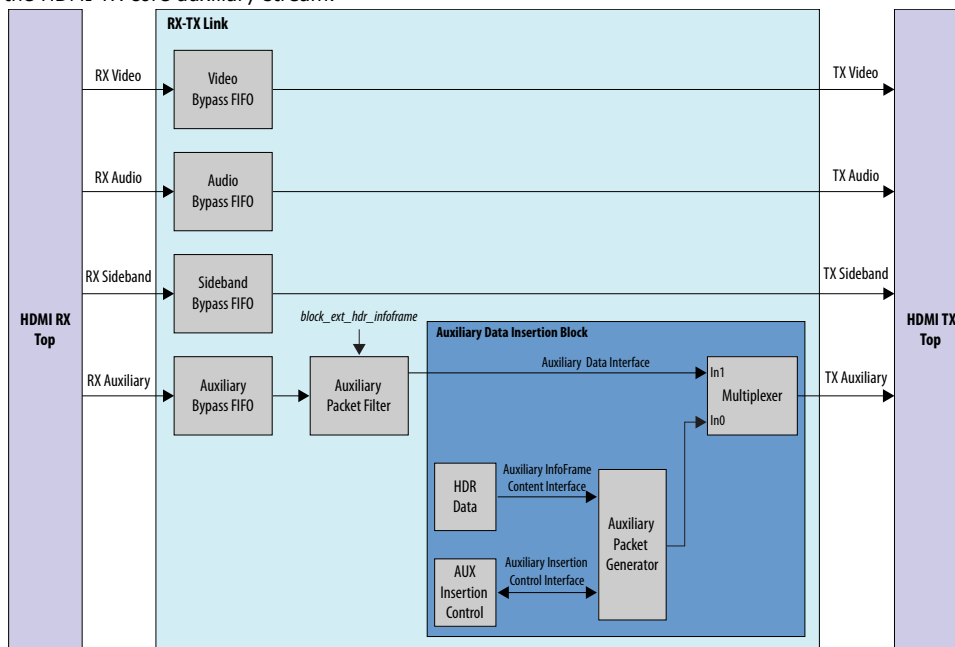 the HDMI TX core auxiliary stream.
RX-TX Link
RX Video
Video
Bypass FIFO
TX Video
RX Audio
Audio
Bypass FIFO
TX Audio
RX Sideband
Sideband
Bypass FIFO
TX Sideband
HDMI RX
Top
block_ext_hdr_infoframe
Auxiliary Data Insertion Block
HDMI TX
Top
RX Auxiliary
Auxiliary
Bypass FIFO
Auxiliary
Packet Filter
Auxiliary Data Interface
In1
Multiplexer
In0
TX Auxiliary
HDR
Data
Auxiliary InfoFrame
Content Interface
Auxiliary
Packet
Generator
AUX
Insertion
Control
Auxiliary Insertion
Control Interface